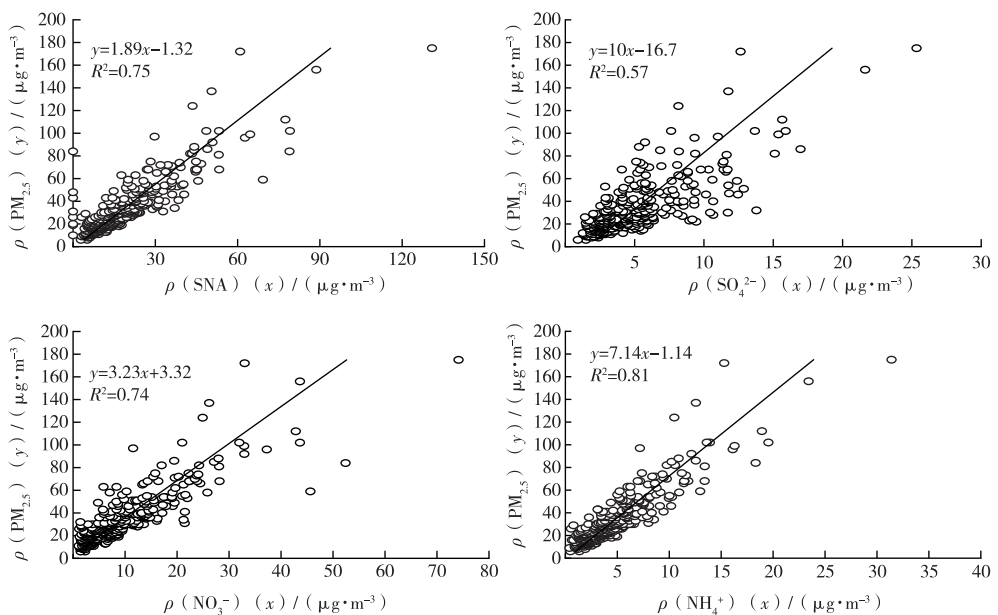 200
180
160
140
120
100
80
60
40
20
0
ρ(PM₂.₅)(y)/(μg·m⁻³)
y=1.89x−1.32
R²=0.75
30 60 90 120 150
ρ(SNA)(x)/(μg·m⁻³)
200
180
160
140
120
100
80
60
40
20
0
ρ(PM₂.₅)(y)/(μg·m⁻³)
y=10x−16.7
R²=0.57
5 10 15 20 25 30
ρ(SO₄²⁻)(x)/(μg·m⁻³)
200
180
160
140
120
100
80
60
40
20
0
ρ(PM₂.₅)(y)/(μg·m⁻³)
y=3.23x+3.32
R²=0.74
10 20 30 40 50 60 70 80
ρ(NO₃⁻)(x)/(μg·m⁻³)
200
180
160
140
120
100
80
60
40
20
0
ρ(PM₂.₅)(y)/(μg·m⁻³)
y=7.14x−1.14
R²=0.81
5 10 15 20 25 30 35 40
ρ(NH₄⁺)(x)/(μg·m⁻³)